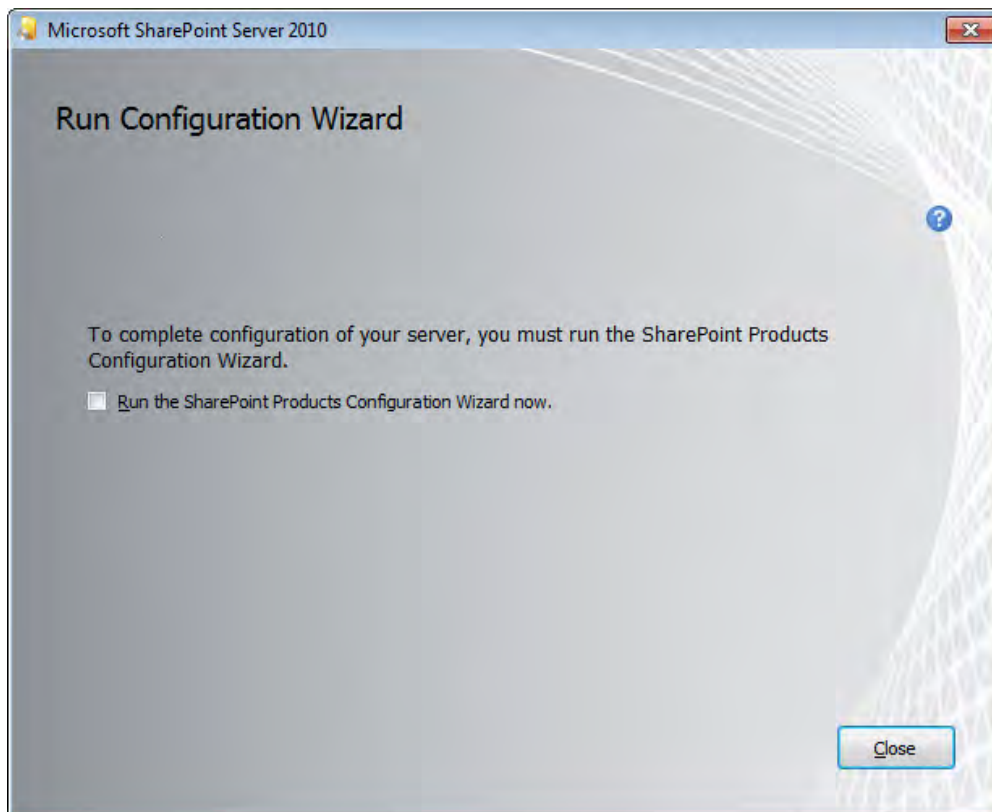 Microsoft SharePoint Server 2010
Run Configuration Wizard
?
To complete configuration of your server, you must run the SharePoint Products
Configuration Wizard.
Run the SharePoint Products Configuration Wizard now.
Close